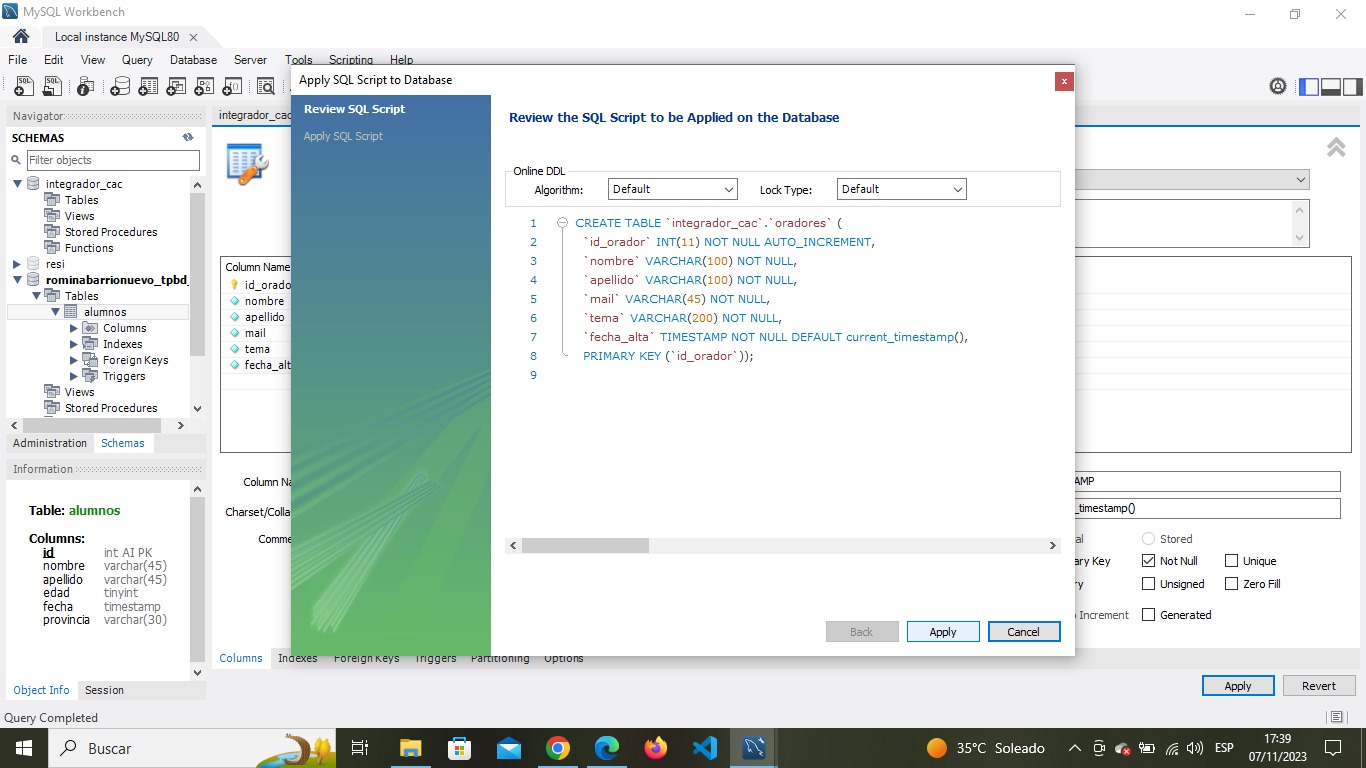 MySQL Workbench
Local instance MySQL80
File Edit View Query Database Server Tools Scripting Help
Navigator
SCHEMAS
Filter objects
integrador_cac
Tables
Views
Stored Procedures
Functions
resi
rominabarrionuevo_tpbd_
Tables
alumnos
Columns
Indexes
Foreign Keys
Triggers
Views
Stored Procedures
Administration Schemas
Information
Table: alumnos
Columns:
id int AI PK
nombre varchar(45)
apellido varchar(45)
edad tinyint
fecha timestamp
provincia varchar(30)
Object Info Session
Query Completed
integrador_cac
Column Name
id_orado
nombre
apellido
mail
tema
fecha_alt
Column Na
Charset/Colla
Comme
Apply SQL Script to Database
x
Review SQL Script
Apply SQL Script
Review the SQL Script to be Applied on the Database
Online DDL
Algorithm: Default Lock Type: Default
1 CREATE TABLE `integrador_cac`.`oradores` (
2 `id_orador` INT(11) NOT NULL AUTO_INCREMENT,
3 `nombre` VARCHAR(100) NOT NULL,
4 `apellido` VARCHAR(100) NOT NULL,
5 `mail` VARCHAR(45) NOT NULL,
6 `tema` VARCHAR(200) NOT NULL,
7 `fecha_alta` TIMESTAMP NOT NULL DEFAULT current_timestamp(),
8 PRIMARY KEY (`id_orador`));
9
Back Apply Cancel
AMP
_timestamp()
al Stored
ary Key Not Null Unique
ry Unsigned Zero Fill
Increment Generated
Columns Indexes Foreign Keys Triggers Partitioning Options
Apply Revert
Buscar
35°C Soleado
ESP
17:39
07/11/2023